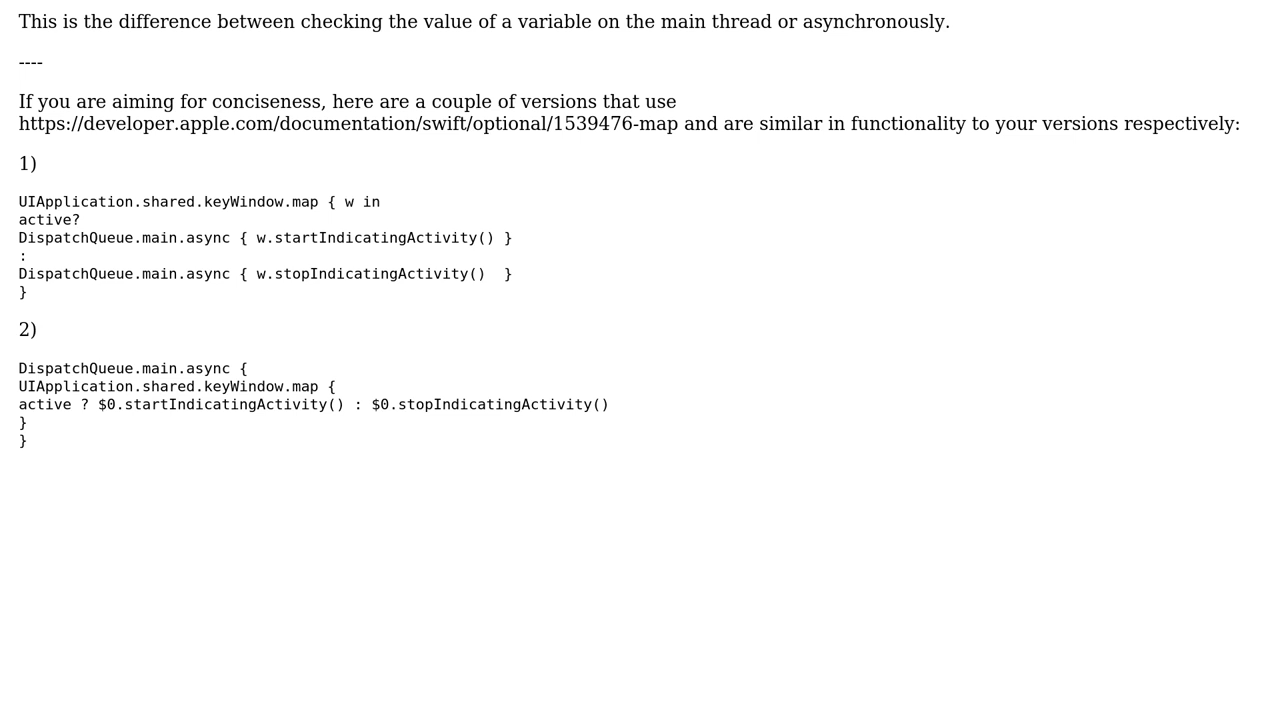 This is the difference between checking the value of a variable on the main thread or asynchronously.
----
If you are aiming for conciseness, here are a couple of versions that use
https://developer.apple.com/documentation/swift/optional/1539476-map and are similar in functionality to your versions respectively:
1)
UIApplication.shared.keyWindow.map { w in
active?
DispatchQueue.main.async { w.startIndicatingActivity() }
:
DispatchQueue.main.async { w.stopIndicatingActivity()  }
}
2)
DispatchQueue.main.async {
UIApplication.shared.keyWindow.map {
active ? $0.startIndicatingActivity() : $0.stopIndicatingActivity()
}
}